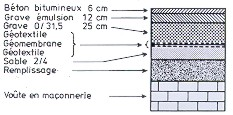 Béton bitumineux 6 cm
Grave émulsion 12 cm
Grave 0/31,5 25 cm
Géotextile
Géomembrane
Géotextile
Sable 2/4
Remplissage
Voûte en maçonnerie